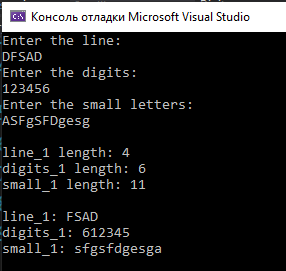 Консоль отладки Microsoft Visual Studio
Enter the line:
DFSAD
Enter the digits:
123456
Enter the small letters:
ASFgSFDgesg
line_1 length: 4
digits_1 length: 6
small_1 length: 11
line_1: FSAD
digits_1: 612345
small_1: sfgsfdgesga